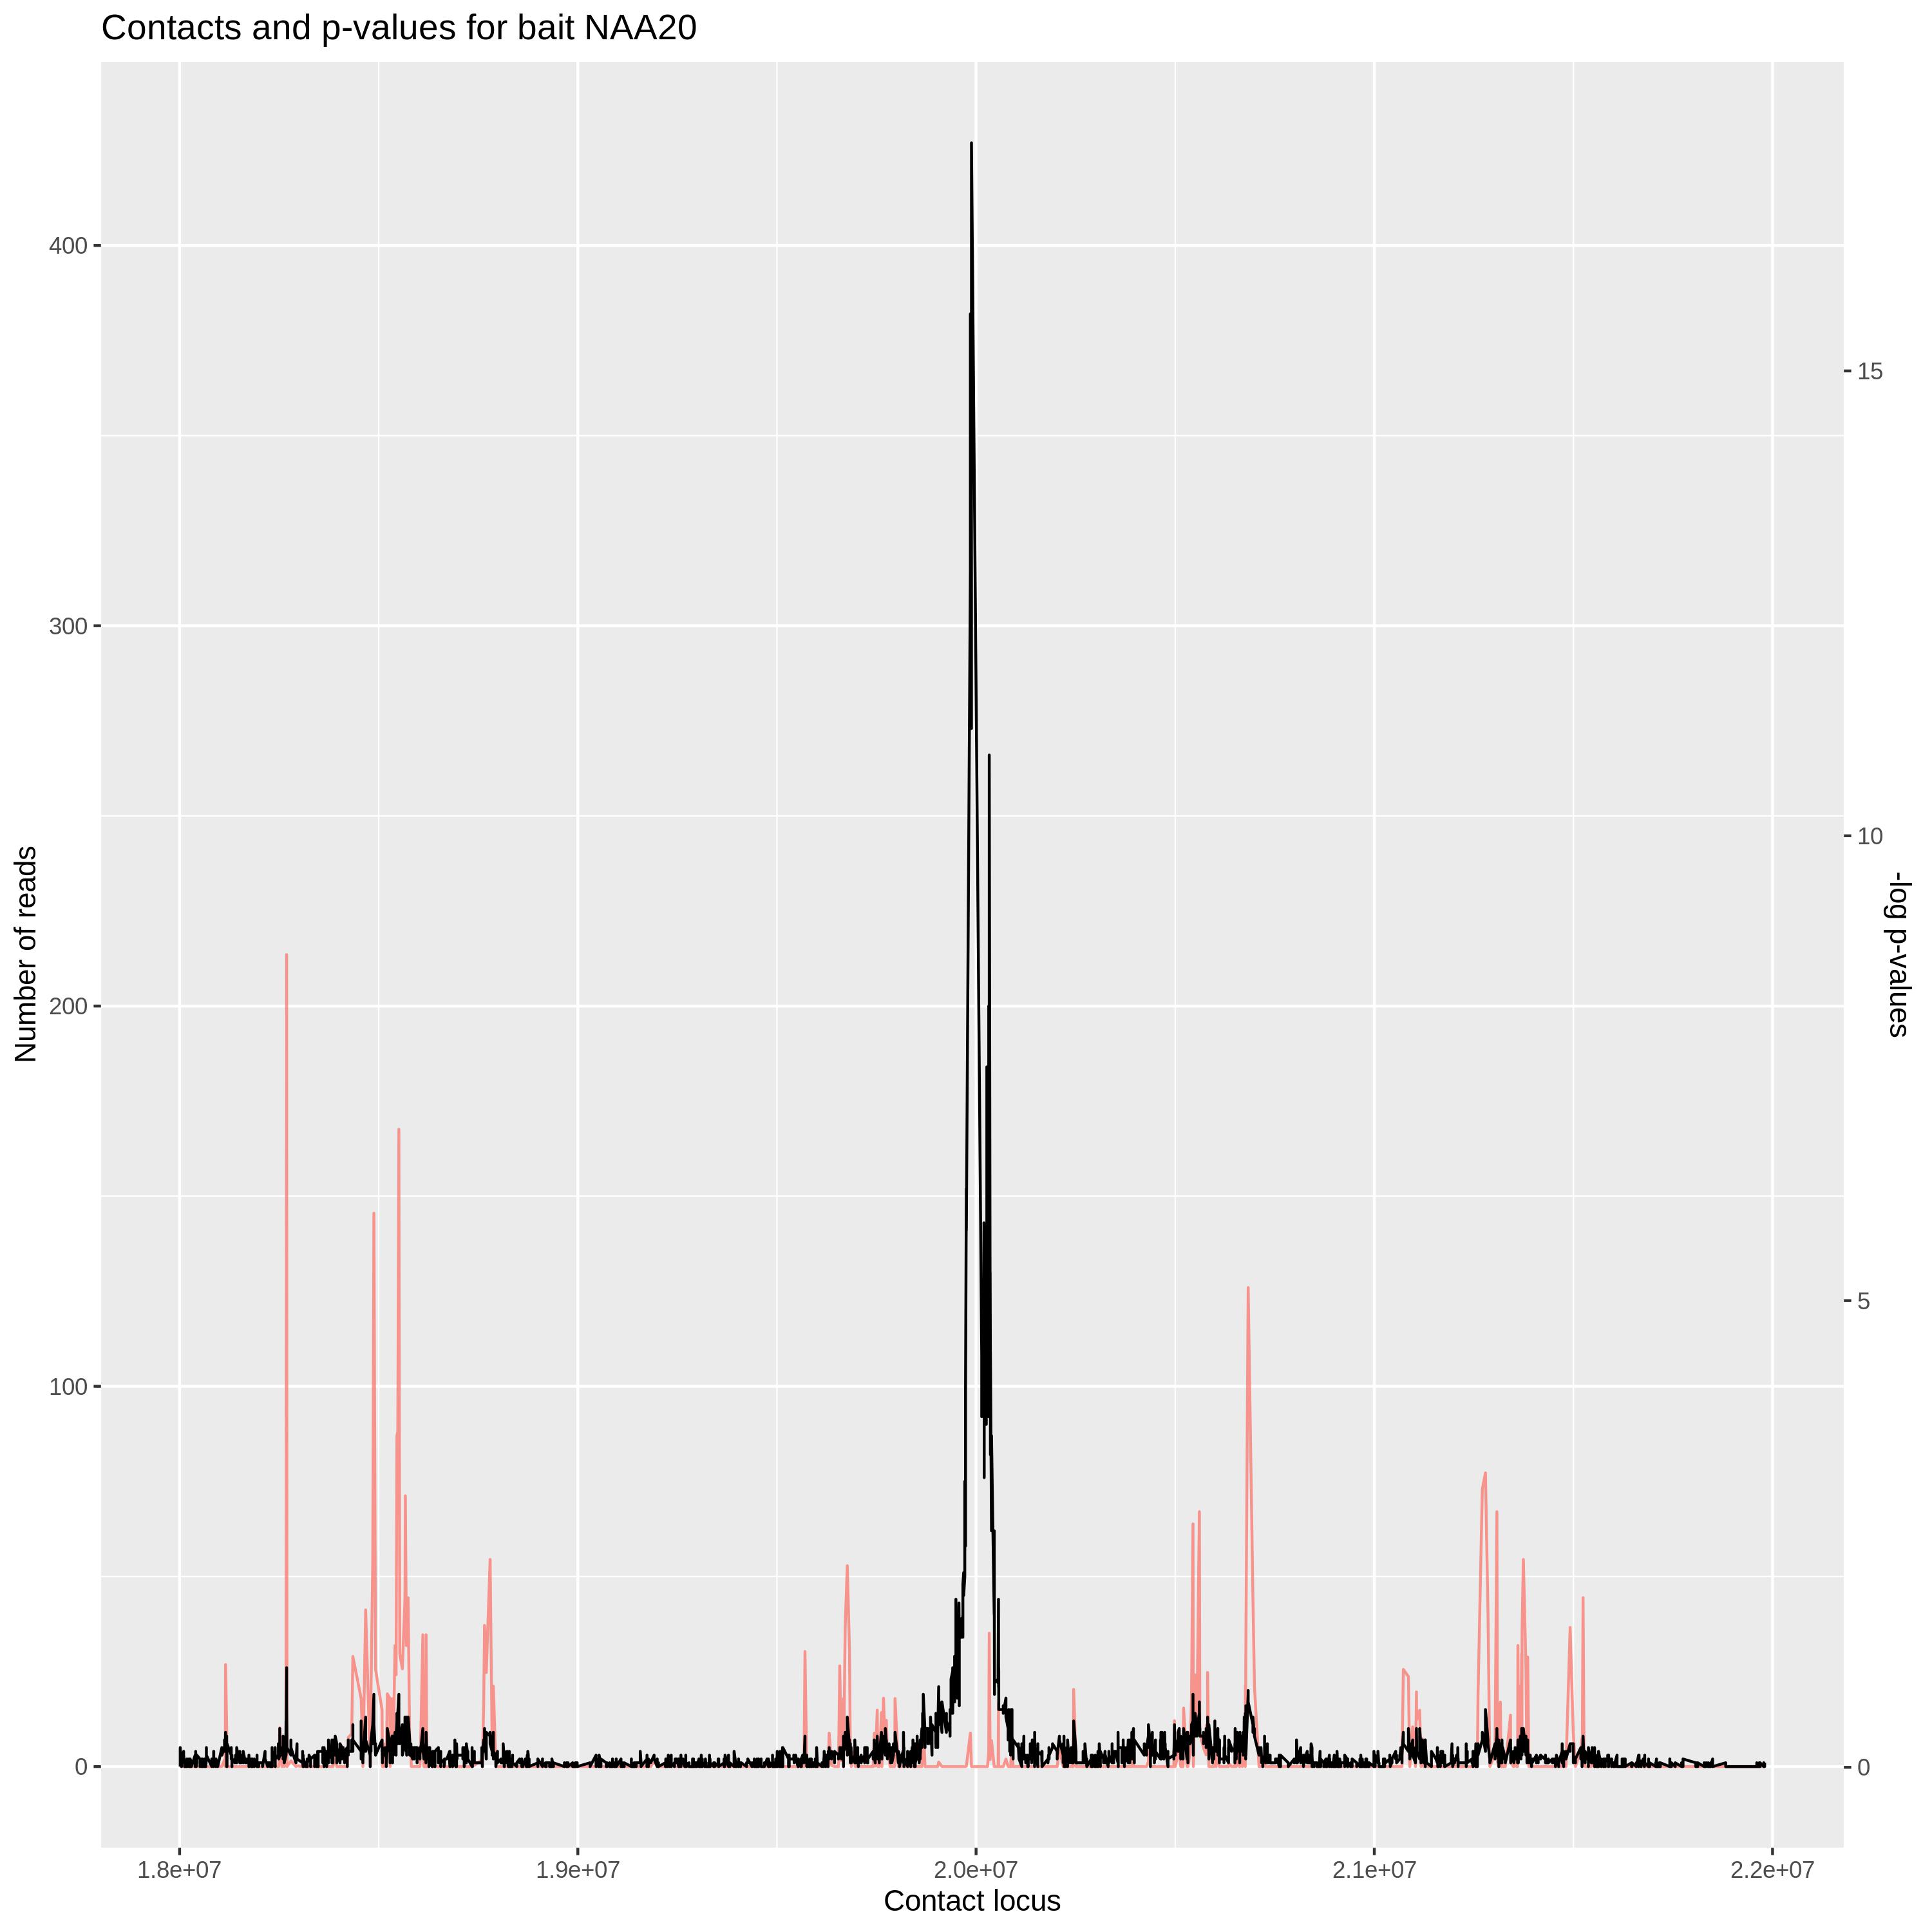 Contacts and p-values for bait NAA20
Number of reads
400
300
200
100
0
15
10
5
0
-log p-values
1.8e+07
1.9e+07
2.0e+07
2.1e+07
2.2e+07
Contact locus